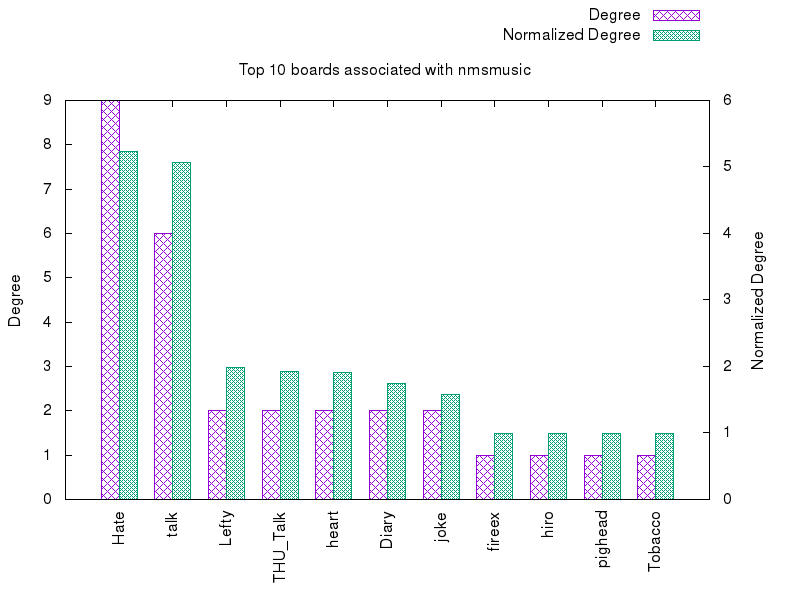 Degree
Normalized Degree
Top 10 boards associated with nmsmusic
9
8
7
6
5
4
3
2
1
0
Degree
6
5
4
3
2
1
0
Normalized Degree
Hate
talk
Lefty
THU_Talk
heart
Diary
joke
fireex
hiro
pighead
Tobacco